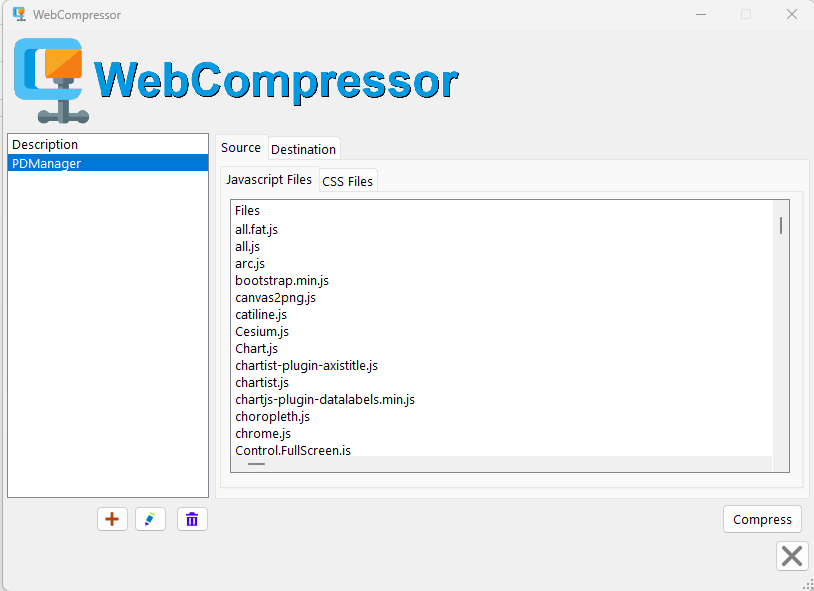 WebCompressor
WebCompressor
Description
PDManager
Source
Destination
Javascript Files
CSS Files
Files
all.fat.js
all.js
arc.js
bootstrap.min.js
canvas2png.js
catiline.js
Cesium.js
Chart.js
chartist-plugin-axistitle.js
chartist.js
chartjs-plugin-datalabels.min.js
choropleth.js
chrome.js
Control.FullScreen.js
Compress